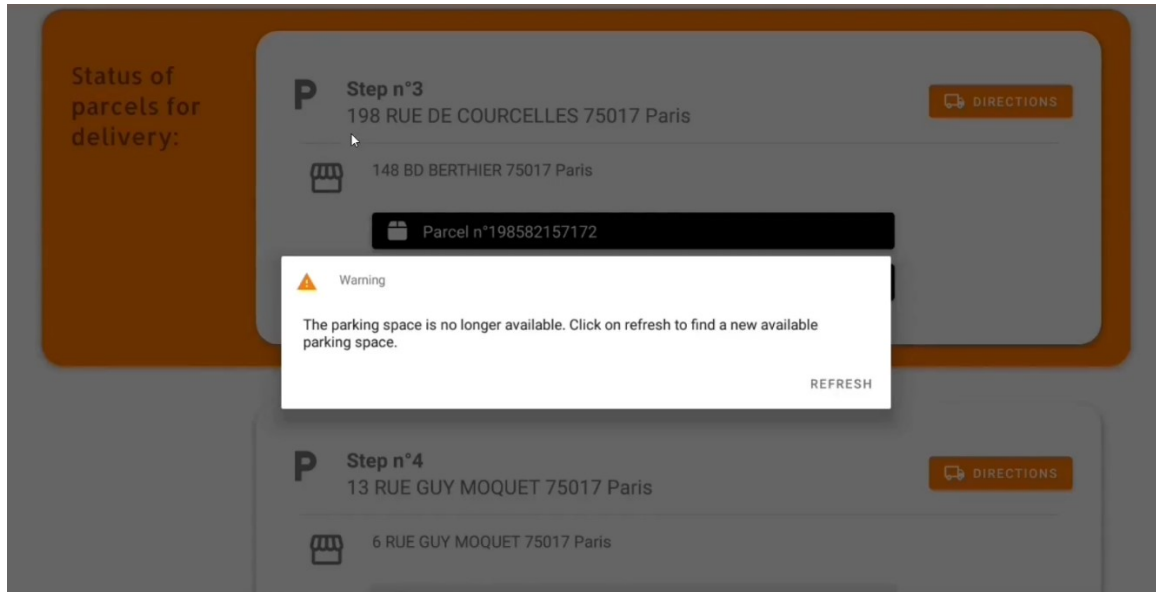 Status of
parcels for
delivery:
P
Step n°3
198 RUE DE COURCELLES 75017 Paris
DIRECTIONS
148 BD BERTHIER 75017 Paris
Parcel n°198582157172
Warning
The parking space is no longer available. Click on refresh to find a new available
parking space.
REFRESH
P
Step n°4
13 RUE GUY MOQUET 75017 Paris
DIRECTIONS
6 RUE GUY MOQUET 75017 Paris